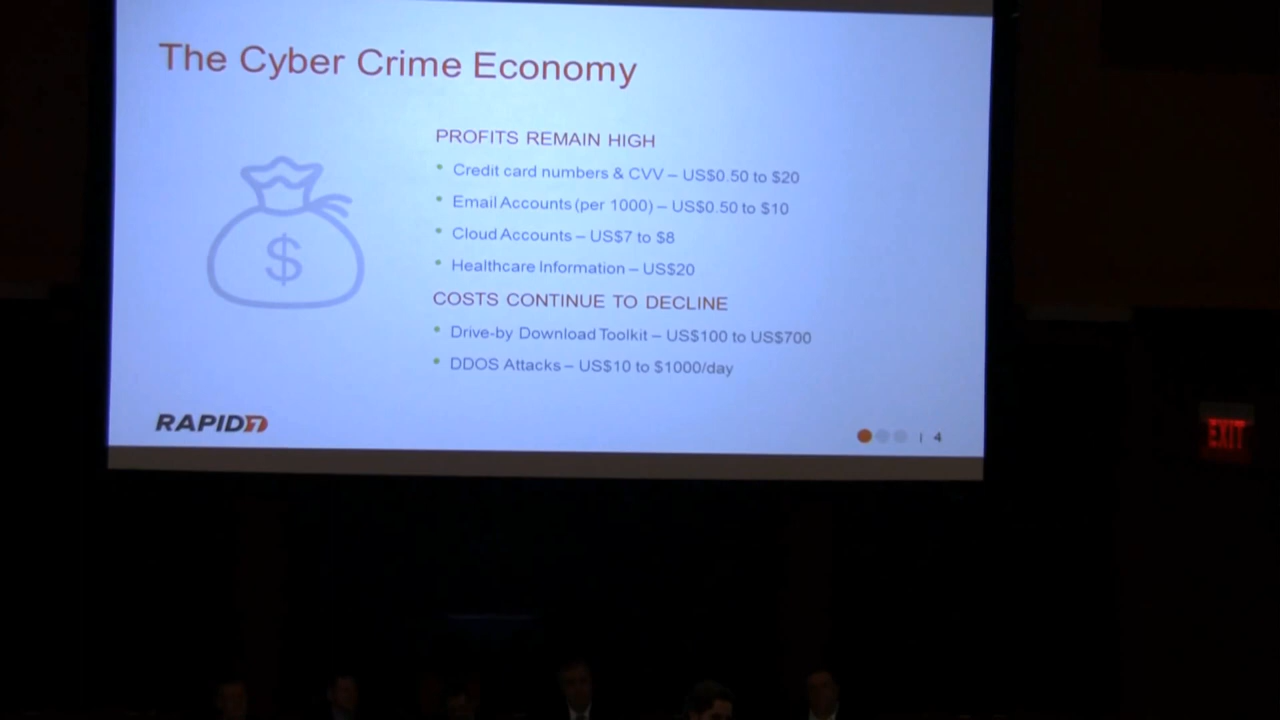 The Cyber Crime Economy
PROFITS REMAIN HIGH
• Credit card numbers & CVV – US$0.50 to $20
• Email Accounts (per 1000) – US$0.50 to $10
• Cloud Accounts – US$7 to $8
• Healthcare Information – US$20
COSTS CONTINUE TO DECLINE
• Drive-by Download Toolkit – US$100 to US$700
• DDOS Attacks – US$10 to $1000/day
$
RAPID7
| 4
EXIT